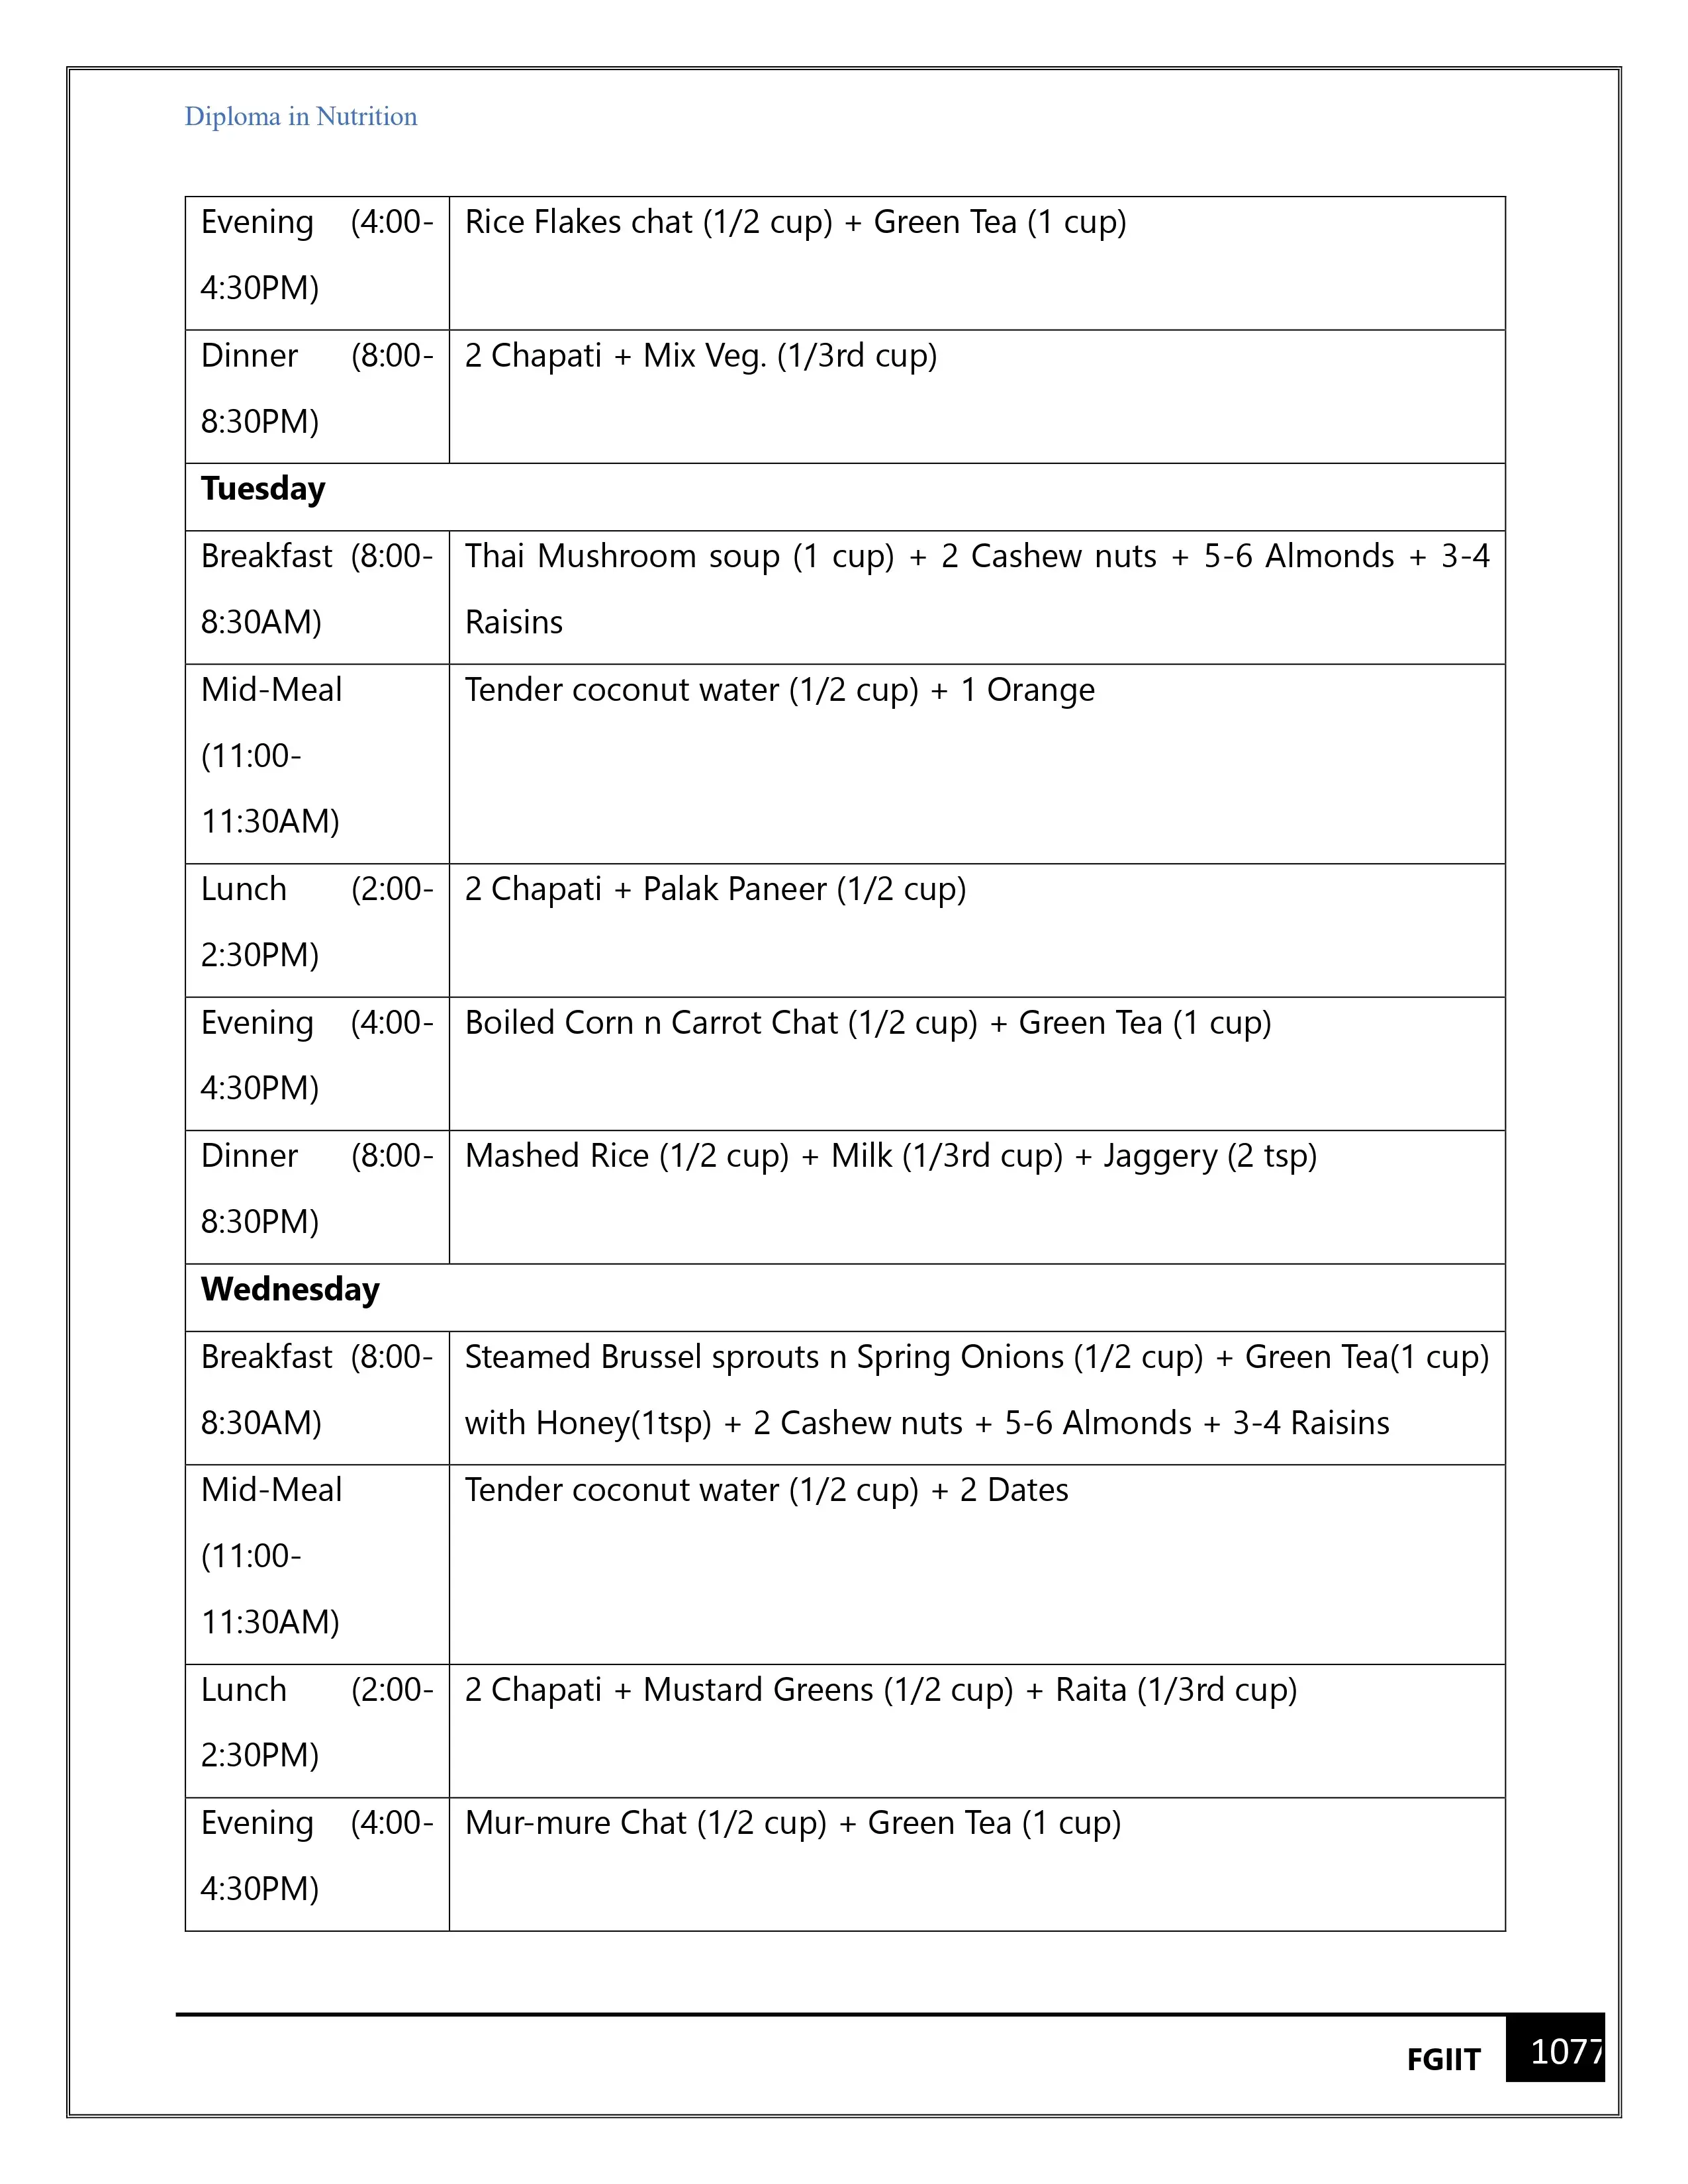 Diploma in Nutrition
Evening (4:00- Rice Flakes chat (1/2 cup) + Green Tea (1 cup)
4:30PM)
Dinner (8:00- 2 Chapati + Mix Veg. (1/3rd cup)
8:30PM)
Tuesday
Breakfast (8:00- Thai Mushroom soup (1 cup) + 2 Cashew nuts + 5-6 Almonds + 3-4
8:30AM) Raisins
Mid-Meal Tender coconut water (1/2 cup) + 1 Orange
(11:00-
11:30AM)
Lunch (2:00- 2 Chapati + Palak Paneer (1/2 cup)
2:30PM)
Evening (4:00- Boiled Corn n Carrot Chat (1/2 cup) + Green Tea (1 cup)
4:30PM)
Dinner (8:00- Mashed Rice (1/2 cup) + Milk (1/3rd cup) + Jaggery (2 tsp)
8:30PM)
Wednesday
Breakfast (8:00- Steamed Brussel sprouts n Spring Onions (1/2 cup) + Green Tea(1 cup)
8:30AM) with Honey(1tsp) + 2 Cashew nuts + 5-6 Almonds + 3-4 Raisins
Mid-Meal Tender coconut water (1/2 cup) + 2 Dates
(11:00-
11:30AM)
Lunch (2:00- 2 Chapati + Mustard Greens (1/2 cup) + Raita (1/3rd cup)
2:30PM)
Evening (4:00- Mur-mure Chat (1/2 cup) + Green Tea (1 cup)
4:30PM)
FGIIT 1077